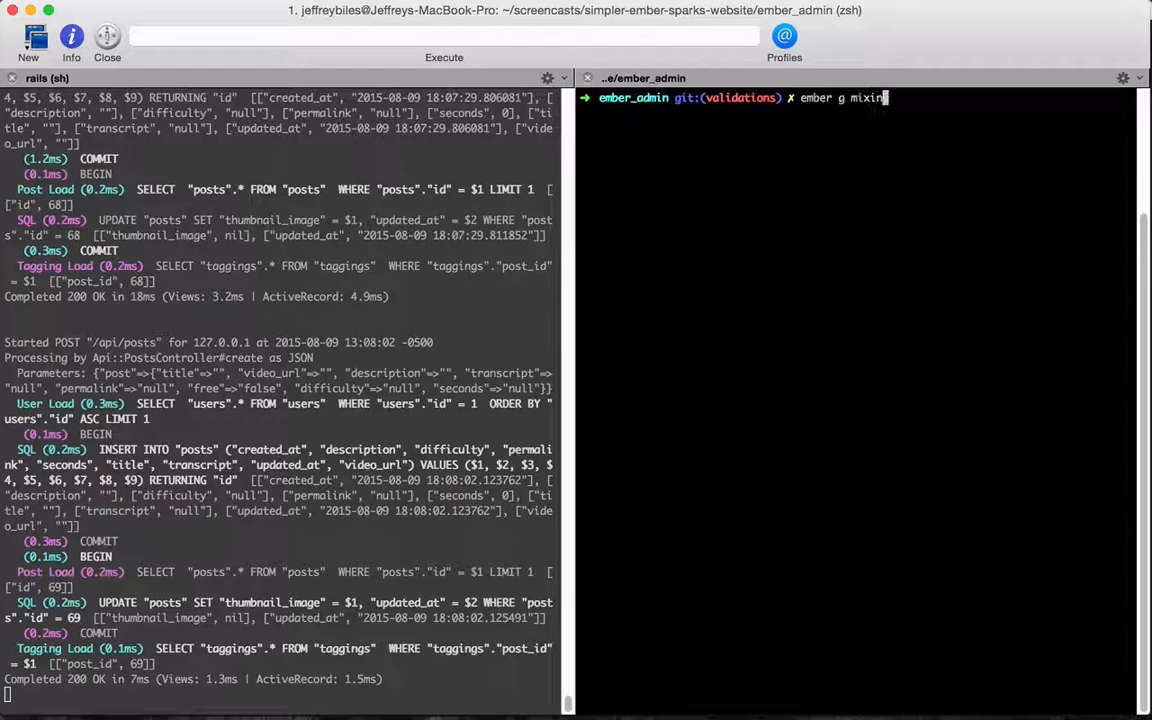 1. jeffreybiles@Jeffreys-MacBook-Pro: ~/screencasts/simpler-ember-sparks-website/ember_admin (zsh)
New Info Close Execute @ Profiles
rails (sh)
4, $5, $6, $7, $8, $9) RETURNING "id"  [["created_at", "2015-08-09 18:07:29.806081"], [
"description", ""], ["difficulty", "null"], ["permalink", "null"], ["seconds", 0], ["ti
tle", ""], ["transcript", "null"], ["updated_at", "2015-08-09 18:07:29.806081"], ["vide
o_url", ""]]
(1.2ms)  COMMIT
(0.1ms)  BEGIN
Post Load (0.2ms)  SELECT  "posts".* FROM "posts"  WHERE "posts"."id" = $1 LIMIT 1  [
["id", 68]]
SQL (0.2ms)  UPDATE "posts" SET "thumbnail_image" = $1, "updated_at" = $2 WHERE "post
s"."id" = 68  [["thumbnail_image", nil], ["updated_at", "2015-08-09 18:07:29.811852"]]
(0.3ms)  COMMIT
Tagging Load (0.2ms)  SELECT "taggings".* FROM "taggings"  WHERE "taggings"."post_id"
= $1  [["post_id", 68]]
Completed 200 OK in 18ms (Views: 3.2ms | ActiveRecord: 4.9ms)
Started POST "/api/posts" for 127.0.0.1 at 2015-08-09 13:08:02 -0500
Processing by Api::PostsController#create as JSON
Parameters: {"post"=>{"title"=>"", "video_url"=>"", "description"=>"", "transcript"=>
"null", "permalink"=>"null", "free"=>"false", "difficulty"=>"null", "seconds"=>"null"}}
User Load (0.3ms)  SELECT  "users".* FROM "users"  WHERE "users"."id" = 1  ORDER BY "
users"."id" ASC LIMIT 1
(0.1ms)  BEGIN
SQL (0.2ms)  INSERT INTO "posts" ("created_at", "description", "difficulty", "permali
nk", "seconds", "title", "transcript", "updated_at", "video_url") VALUES ($1, $2, $3, $
4, $5, $6, $7, $8, $9) RETURNING "id"  [["created_at", "2015-08-09 18:08:02.123762"], [
"description", ""], ["difficulty", "null"], ["permalink", "null"], ["seconds", 0], ["ti
tle", ""], ["transcript", "null"], ["updated_at", "2015-08-09 18:08:02.123762"], ["vide
o_url", ""]]
(0.3ms)  COMMIT
(0.1ms)  BEGIN
Post Load (0.2ms)  SELECT  "posts".* FROM "posts"  WHERE "posts"."id" = $1 LIMIT 1  [
["id", 69]]
SQL (0.2ms)  UPDATE "posts" SET "thumbnail_image" = $1, "updated_at" = $2 WHERE "post
s"."id" = 69  [["thumbnail_image", nil], ["updated_at", "2015-08-09 18:08:02.125491"]]
(0.2ms)  COMMIT
Tagging Load (0.1ms)  SELECT "taggings".* FROM "taggings"  WHERE "taggings"."post_id"
= $1  [["post_id", 69]]
Completed 200 OK in 7ms (Views: 1.3ms | ActiveRecord: 1.5ms)
..e/ember_admin
➜ ember_admin git:(validations) ✗ ember g mixin